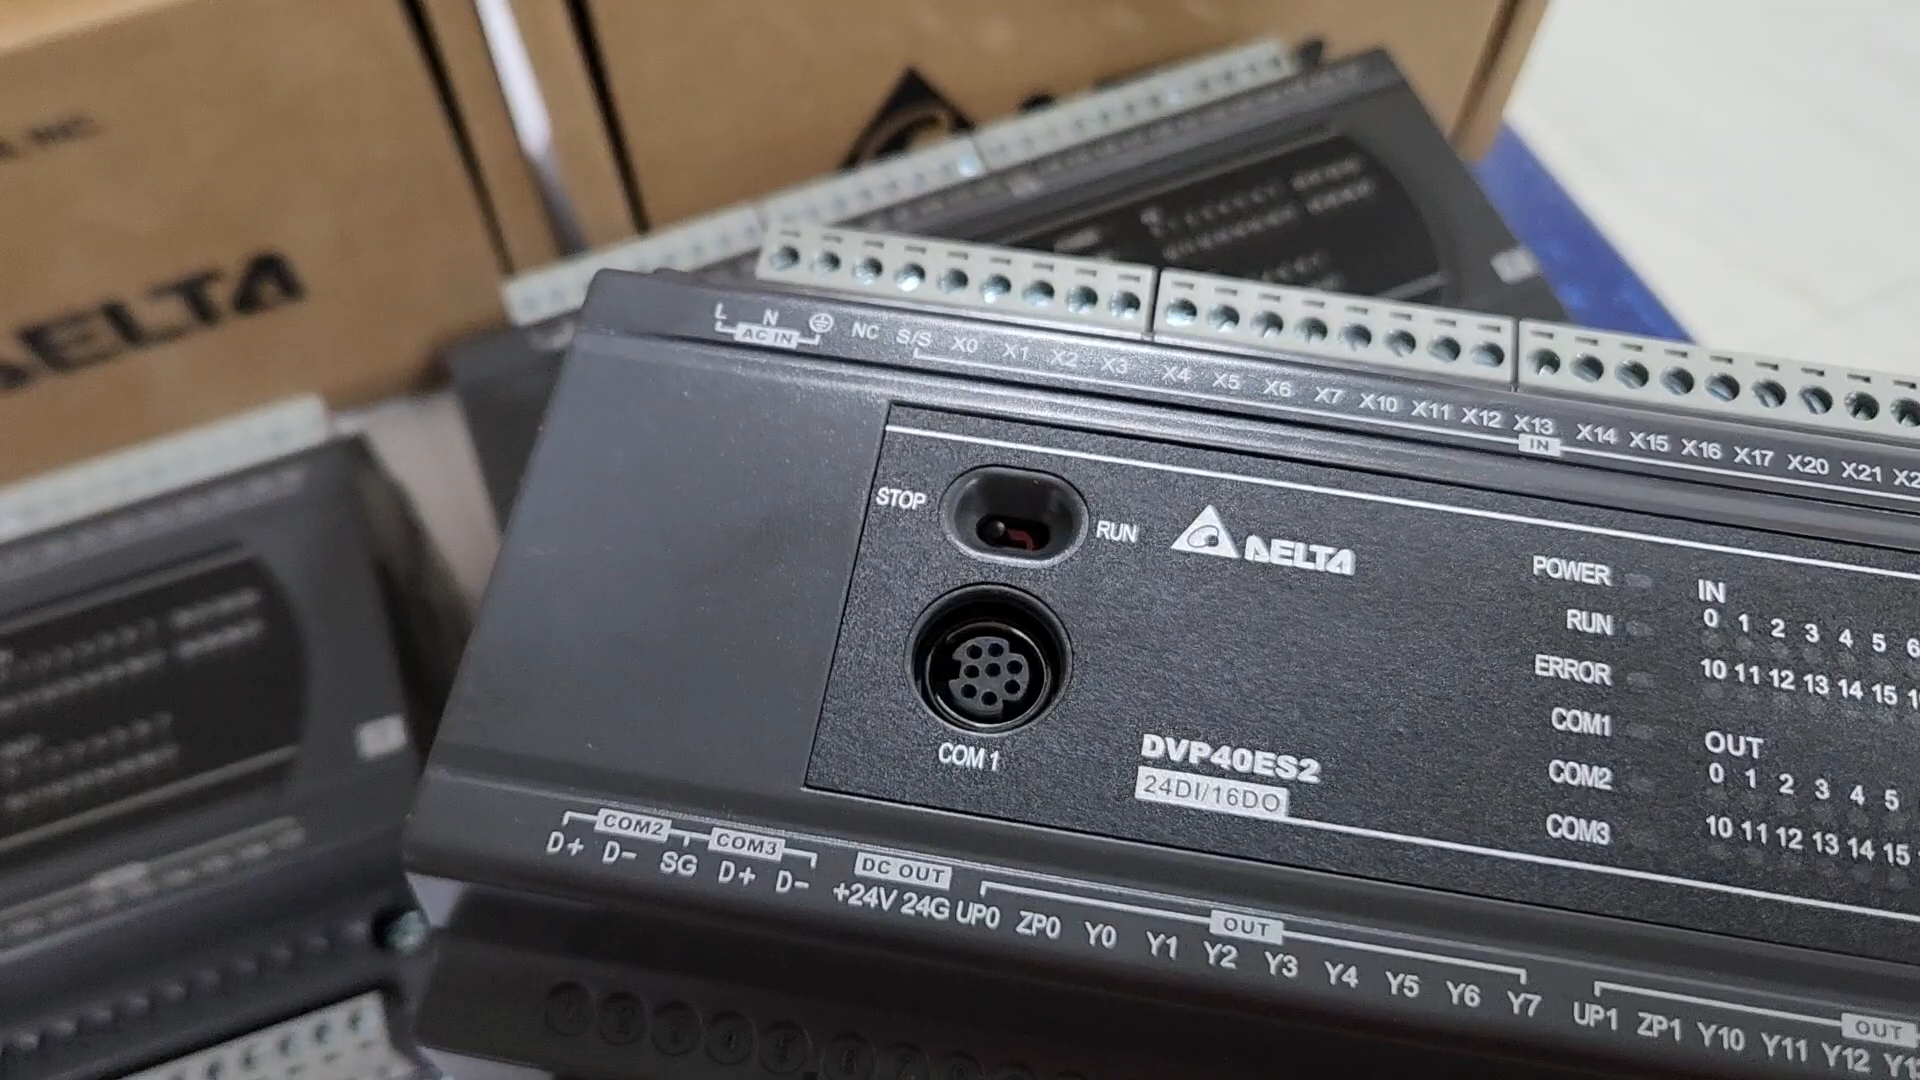 DELTA
L N NC S/S X0 X1 X2 X3 X4 X5 X6 X7 X10 X11 X12 X13 X14 X15 X16 X17 X20 X21
AC IN
IN
STOP
RUN
DELTA
COM 1
DVP40ES2
24DI/16DO
POWER
RUN
ERROR
COM1
COM2
COM3
IN
0 1 2 3 4 5 6
10 11 12 13 14 15
OUT
0 1 2 3 4 5
10 11 12 13 14 15
COM2 COM3 DC OUT OUT
D+ D- SG D+ D- +24V 24G UP0 ZP0 Y0 Y1 Y2 Y3 Y4 Y5 Y6 Y7
OUT
UP1 ZP1 Y10 Y11 Y12